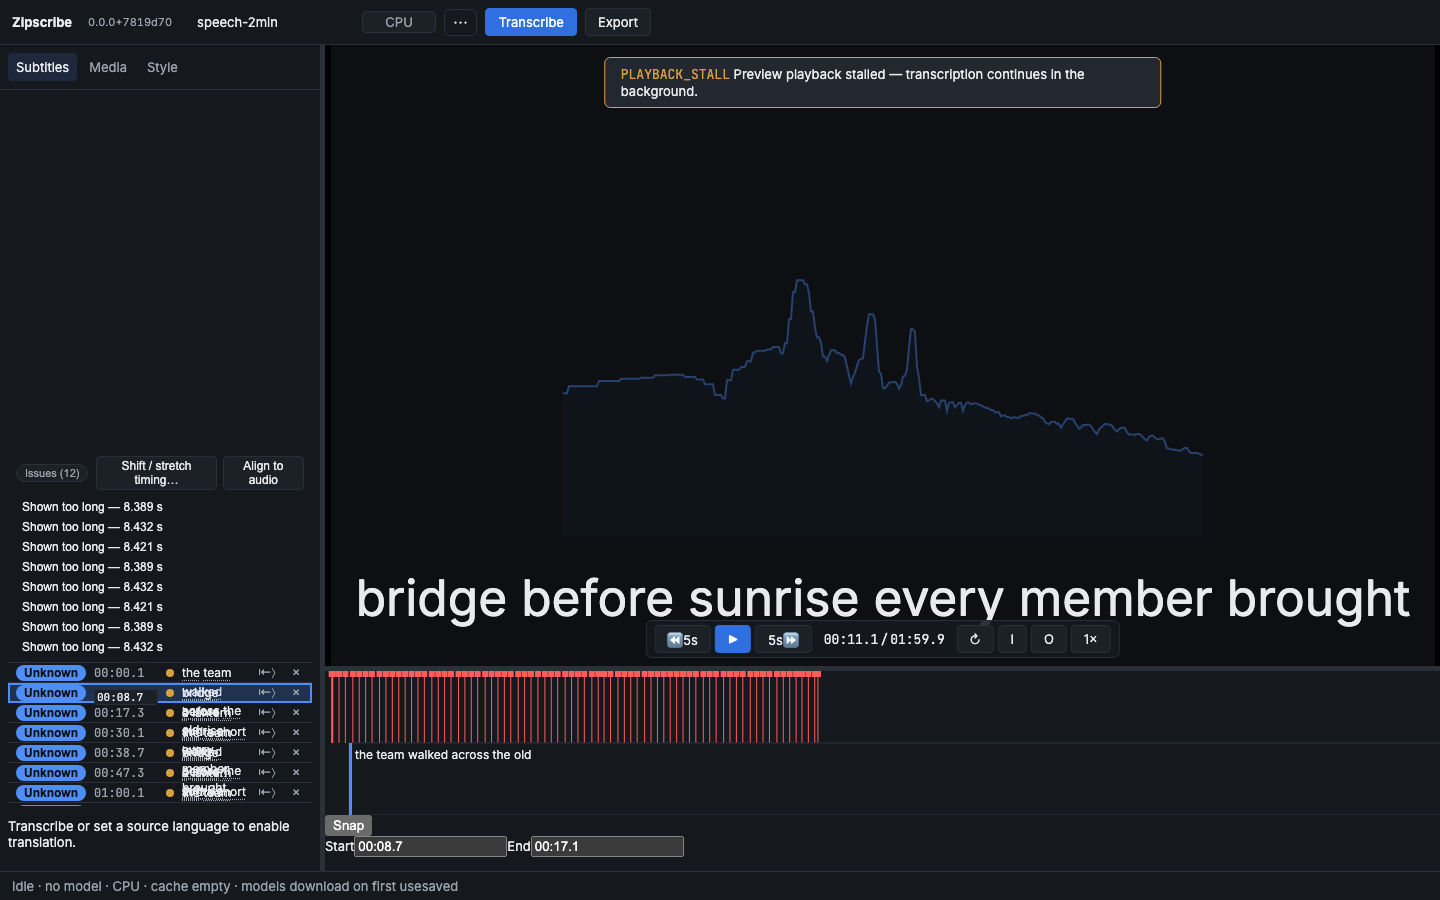 Zipscribe 0.0.0+7819d70 speech-2min CPU ... Transcribe Export
Subtitles Media Style
PLAYBACK_STALL Preview playback stalled — transcription continues in the
background.
Issues (12)
Shift / stretch
timing…
Align to
audio
Shown too long — 8.389 s
Shown too long — 8.432 s
Shown too long — 8.421 s
Shown too long — 8.389 s
Shown too long — 8.432 s
Shown too long — 8.421 s
Shown too long — 8.389 s
Shown too long — 8.432 s
Unknown 00:00.1 the team
Unknown 00:08.7
Unknown 00:17.3
Unknown 00:30.1
Unknown 00:38.7
Unknown 00:47.3
Unknown 01:00.1
Transcribe or set a source language to enable
translation.
bridge before sunrise every member brought
5s 5s 00:11.1/01:59.9 I O 1×
the team walked across the old
Snap
Start 00:08.7 End 00:17.1
Idle · no model · CPU · cache empty · models download on first usesaved